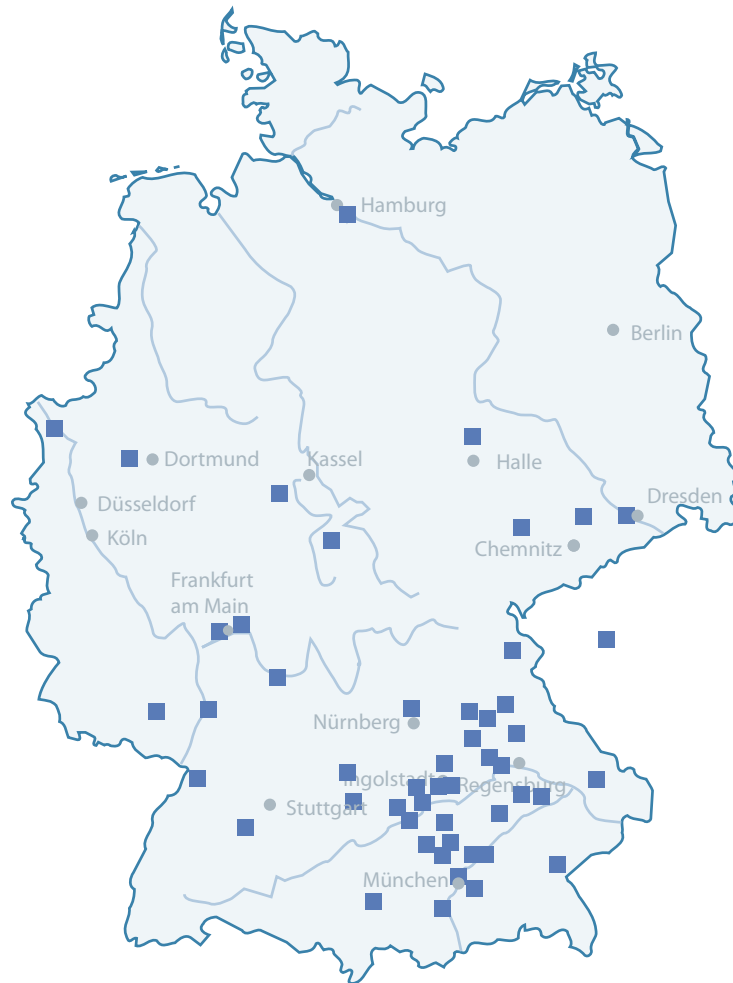 Hamburg
Berlin
Dortmund
Kassel
Halle
Düsseldorf
Dresden
Köln
Chemnitz
Frankfurt
am Main
Nürnberg
Ingolstadt
Regensburg
Stuttgart
München